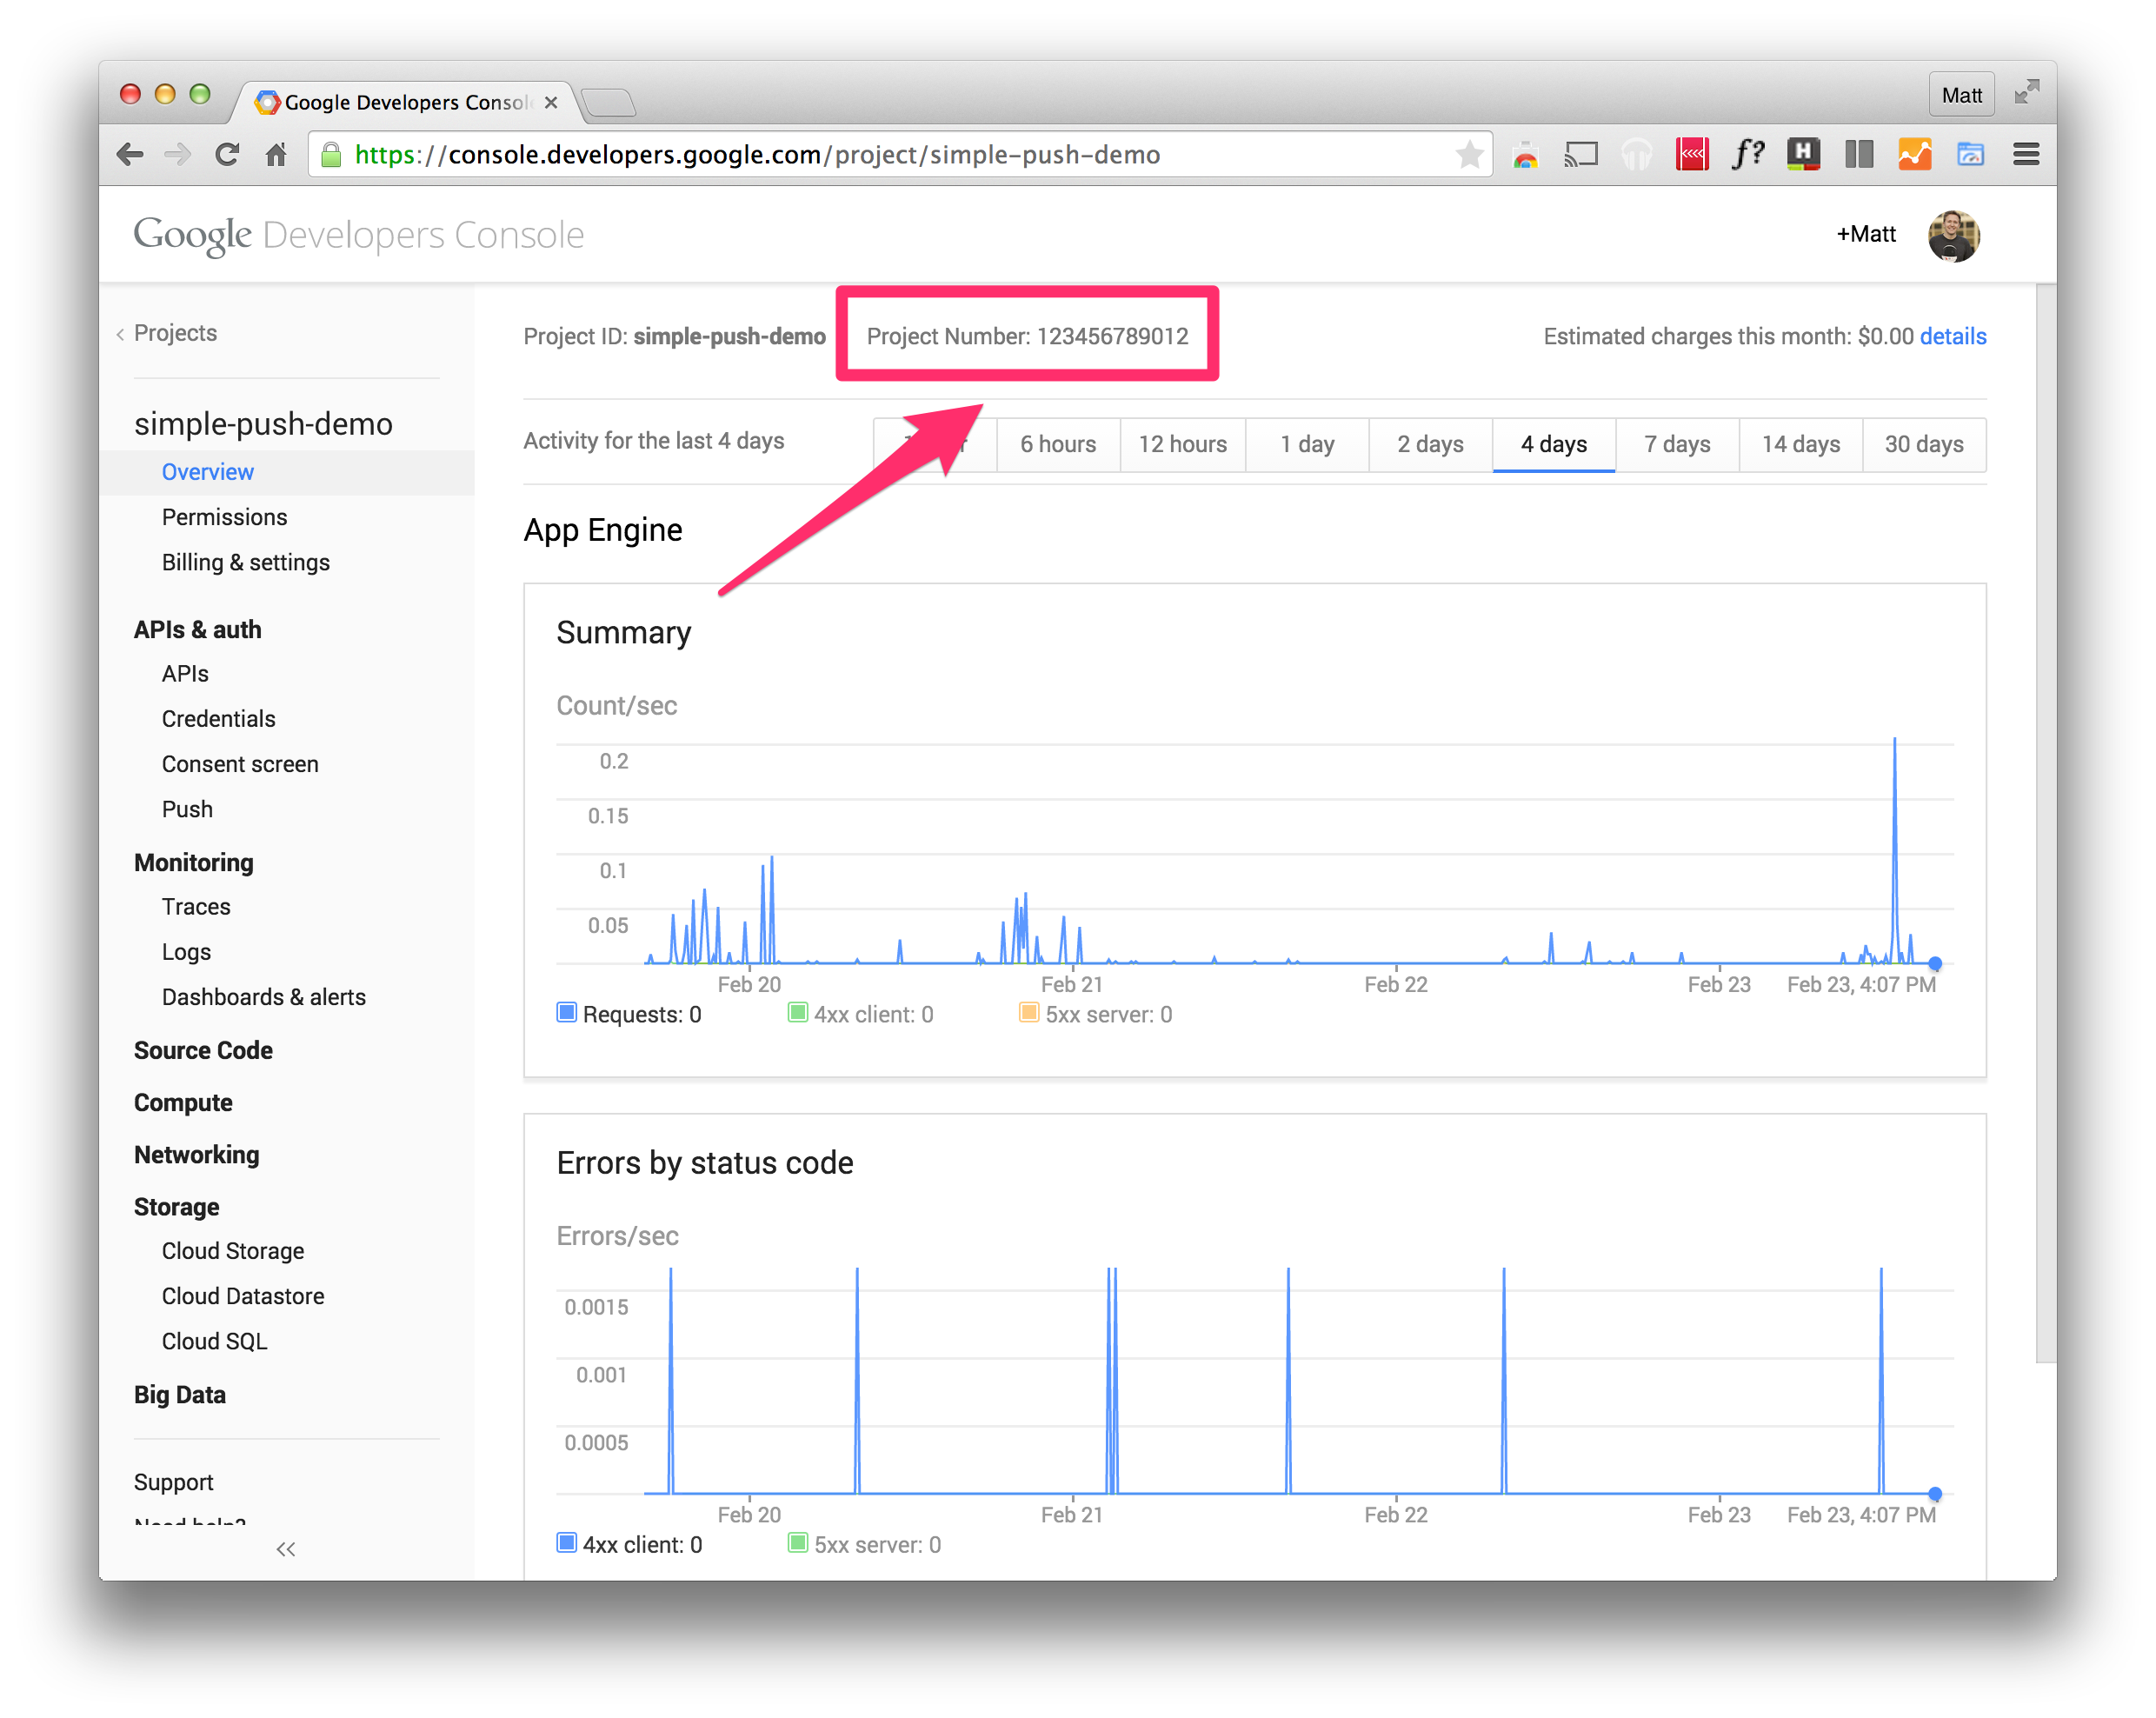 Google Developers Consol
Matt
https://console.developers.google.com/project/simple-push-demo
f?
H
Google Developers Console
+Matt
Projects
simple-push-demo
Overview
Permissions
Billing & settings
APIs & auth
APIs
Credentials
Consent screen
Push
Monitoring
Traces
Logs
Dashboards & alerts
Source Code
Compute
Networking
Storage
Cloud Storage
Cloud Datastore
Cloud SQL
Big Data
Support
Need help?
Project ID: simple-push-demo Project Number: 123456789012 Estimated charges this month: $0.00 details
Activity for the last 4 days 6 hours 12 hours 1 day 2 days 4 days 7 days 14 days 30 days
App Engine
Summary
Count/sec
0.2
0.15
0.1
0.05
Feb 20 Feb 21 Feb 22 Feb 23 Feb 23, 4:07 PM
Requests: 0 4xx client: 0 5xx server: 0
Errors by status code
Errors/sec
0.0015
0.001
0.0005
Feb 20 Feb 21 Feb 22 Feb 23 Feb 23, 4:07 PM
4xx client: 0 5xx server: 0